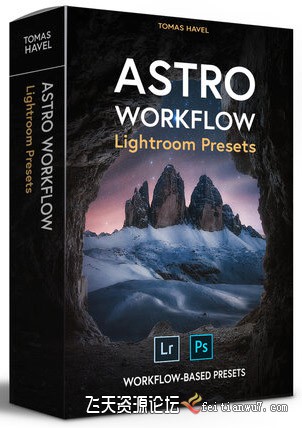 TOMAS HAVEL
ASTRO
WORKFLOW
Lightroom Presets
Lr
Ps
WORKFLOW-BASED PRESETS
TOMAS
HAVEL
ASTRO WORKFLOW
Lightroom Presets
飞天资源论坛
feitianwu7.com